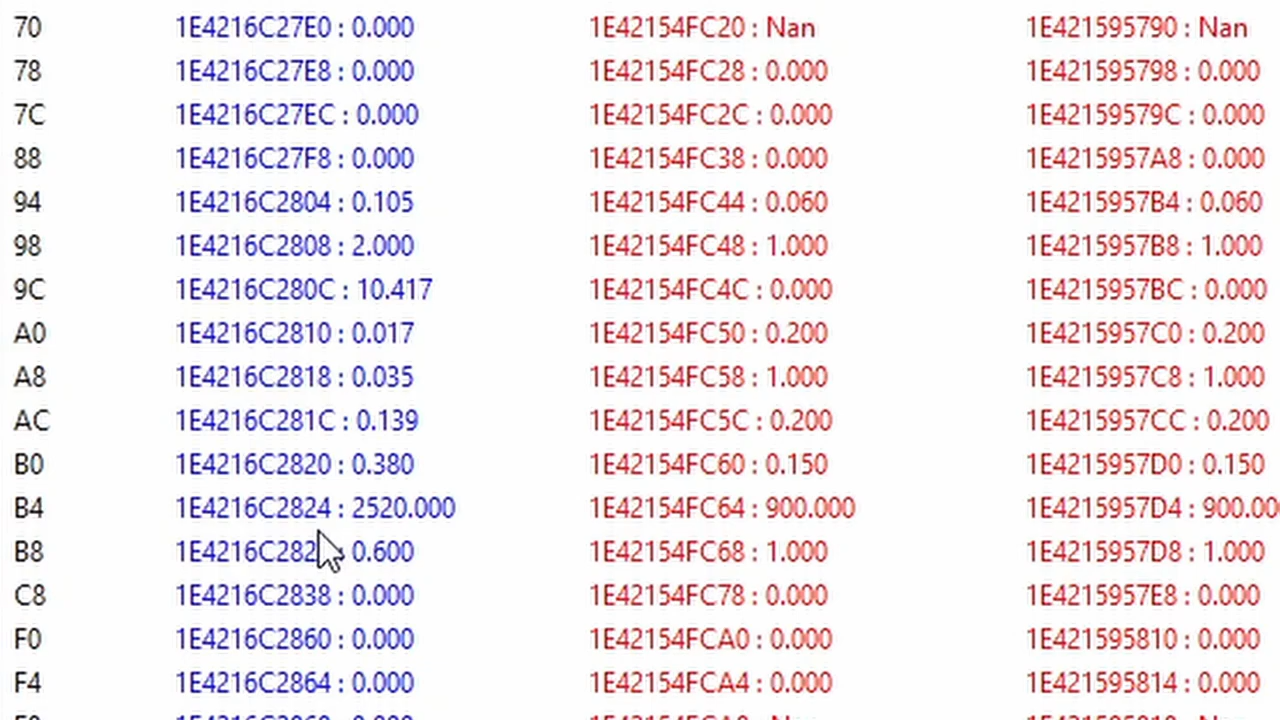 70 1E4216C27E0 : 0.000 1E42154FC20 : Nan 1E421595790 : Nan
78 1E4216C27E8 : 0.000 1E42154FC28 : 0.000 1E421595798 : 0.000
7C 1E4216C27EC : 0.000 1E42154FC2C : 0.000 1E42159579C : 0.000
88 1E4216C27F8 : 0.000 1E42154FC38 : 0.000 1E4215957A8 : 0.000
94 1E4216C2804 : 0.105 1E42154FC44 : 0.060 1E4215957B4 : 0.060
98 1E4216C2808 : 2.000 1E42154FC48 : 1.000 1E4215957B8 : 1.000
9C 1E4216C280C : 10.417 1E42154FC4C : 0.000 1E4215957BC : 0.000
A0 1E4216C2810 : 0.017 1E42154FC50 : 0.200 1E4215957C0 : 0.200
A8 1E4216C2818 : 0.035 1E42154FC58 : 1.000 1E4215957C8 : 1.000
AC 1E4216C281C : 0.139 1E42154FC5C : 0.200 1E4215957CC : 0.200
B0 1E4216C2820 : 0.380 1E42154FC60 : 0.150 1E4215957D0 : 0.150
B4 1E4216C2824 : 2520.000 1E42154FC64 : 900.000 1E4215957D4 : 900.00
B8 1E4216C282 0.600 1E42154FC68 : 1.000 1E4215957D8 : 1.000
C8 1E4216C2838 : 0.000 1E42154FC78 : 0.000 1E4215957E8 : 0.000
F0 1E4216C2860 : 0.000 1E42154FCA0 : 0.000 1E421595810 : 0.000
F4 1E4216C2864 : 0.000 1E42154FCA4 : 0.000 1E421595814 : 0.000